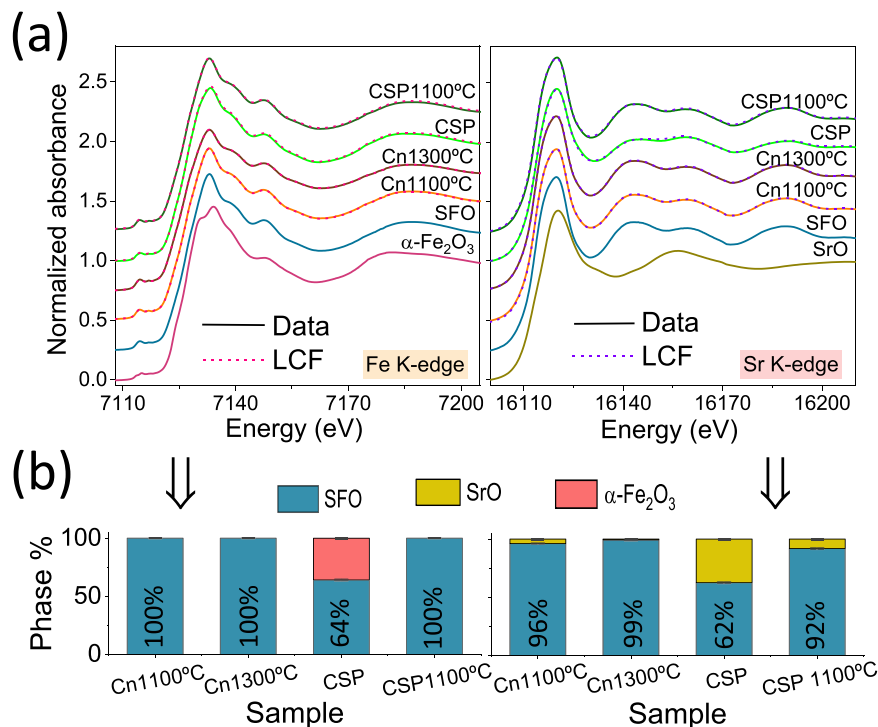 (a)
Normalized absorbance
2.5
2.0
1.5
1.0
0.5
0.0
CSP1100ºC
CSP
Cn1300ºC
Cn1100ºC
SFO
α-Fe₂O₃
Data
LCF
Fe K-edge
7110 7140 7170 7200
Energy (eV)
CSP1100ºC
CSP
Cn1300ºC
Cn1100ºC
SFO
SrO
Data
LCF
Sr K-edge
16110 16140 16170 16200
Energy (eV)
(b)
SFO SrO α-Fe₂O₃
Phase %
100
50
0
100% 100% 64% 100%
Cn1100ºC Cn1300ºC CSP CSP1100ºC
Sample
96% 99% 62% 92%
Cn1100ºC Cn1300ºC CSP CSP 1100ºC
Sample